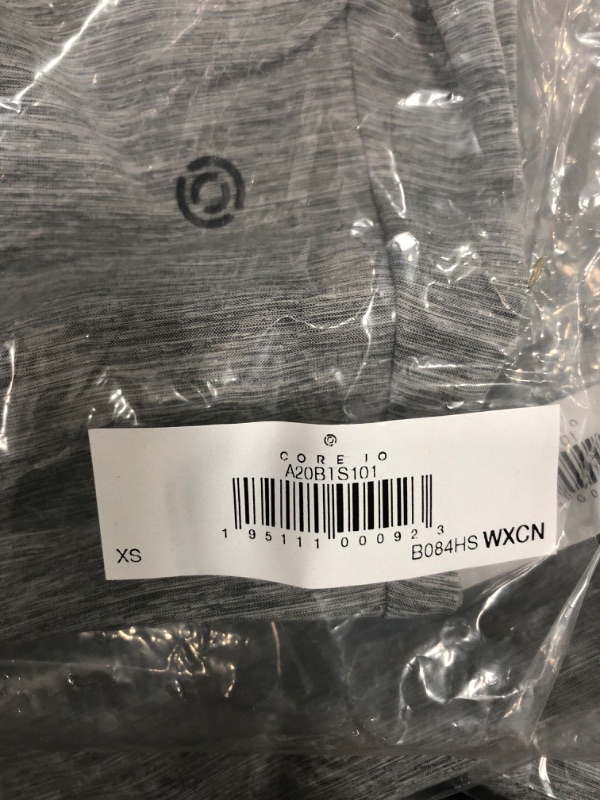 CORE 10
A20B1S101
1 95111 00092 3
XS
B084HS WXCN